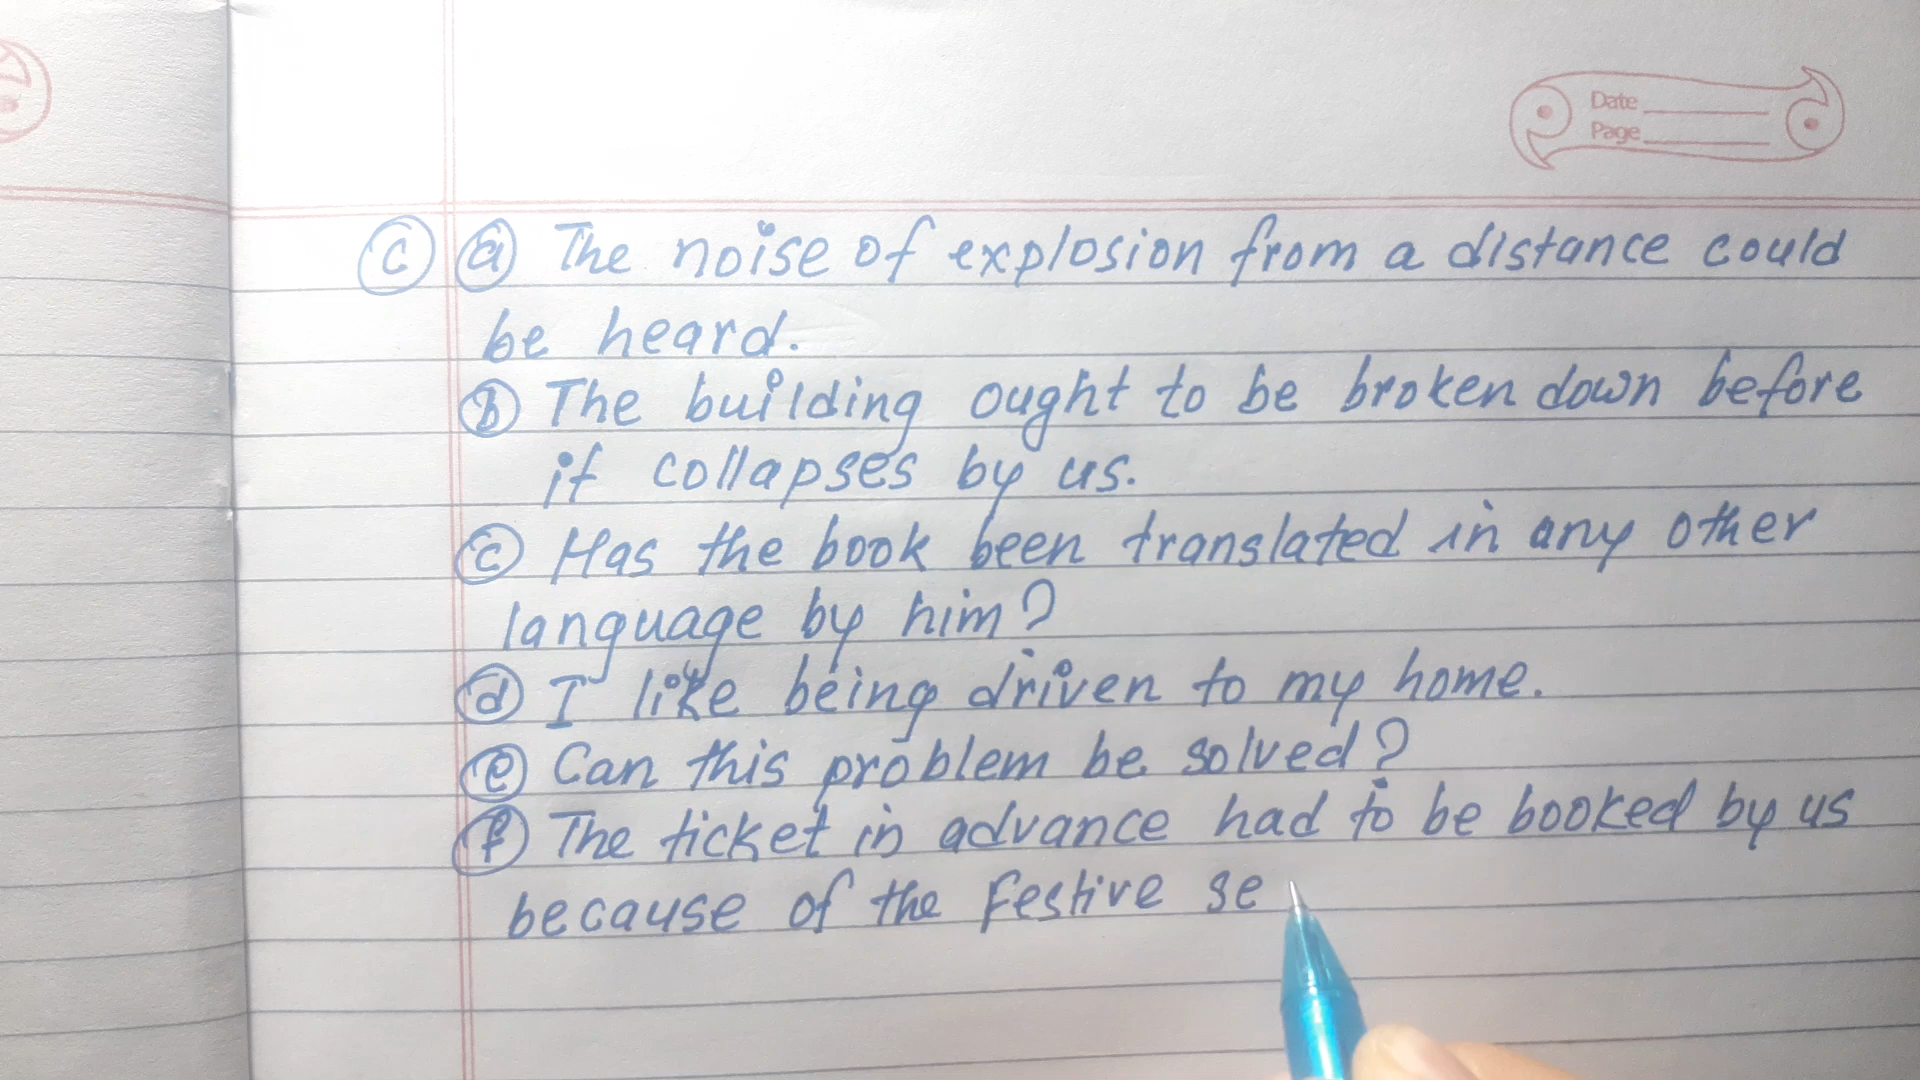 Date
Page
(c) (a) The noise of explosion from a distance could
be heard.
(b) The building ought to be broken down before
it collapses by us.
(c) Has the book been translated in any other
language by him?
(d) I like being driven to my home.
(e) Can this problem be solved?
(f) The ticket in advance had to be booked by us
because of the Festive se